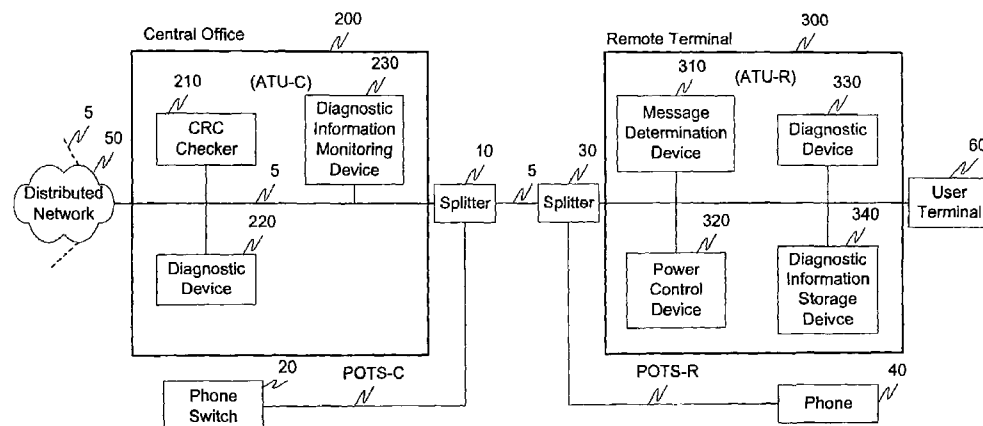 200
Central Office
(ATU-C)
230
210
CRC
Checker
Diagnostic
Information
Monitoring
Device
5
50
Distributed
Network
5
220
Diagnostic
Device
10
Splitter
5
30
Splitter
300
Remote Terminal
(ATU-R)
310
Message
Determination
Device
330
Diagnostic
Device
320
Power
Control
Device
340
Diagnostic
Information
Storage
Deivce
60
User
Terminal
20
Phone
Switch
POTS-C
POTS-R
40
Phone